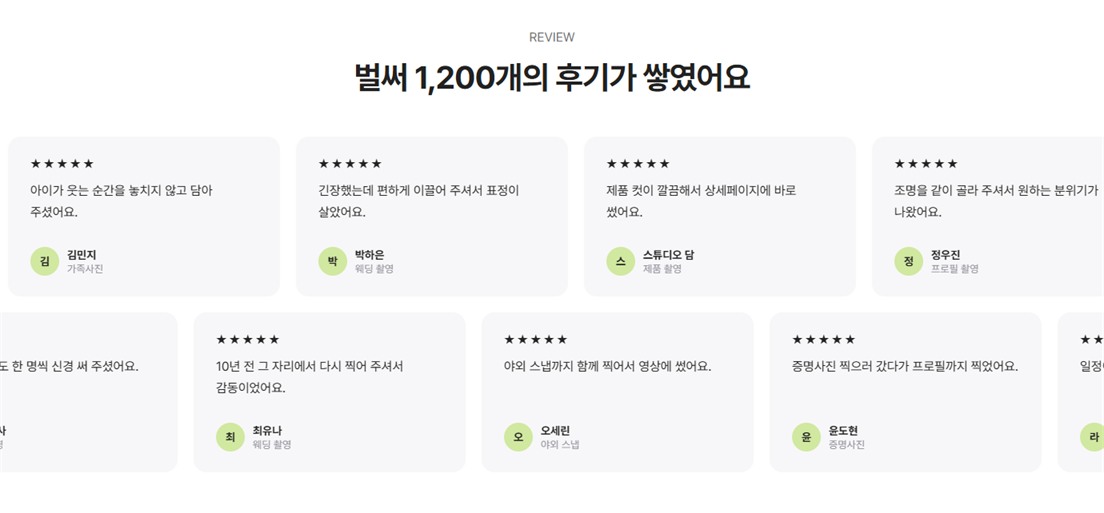 REVIEW
벌써 1,200개의 후기가 쌓였어요
★★★★★
아이가 웃는 순간을 놓치지 않고 담아
주셨어요.
김
김민지
가족사진
★★★★★
긴장했는데 편하게 이끌어 주셔서 표정이
살았어요.
박
박하은
웨딩 촬영
★★★★★
제품 컷이 깔끔해서 상세페이지에 바로
썼어요.
스
스튜디오 담
제품 촬영
★★★★★
조명을 같이 골라 주셔서 원하는 분위기가
나왔어요.
정
정우진
프로필 촬영
도 한 명씩 신경 써 주셨어요.
사
★★★★★
10년 전 그 자리에서 다시 찍어 주셔서
감동이었어요.
최
최유나
웨딩 촬영
★★★★★
야외 스냅까지 함께 찍어서 영상에 썼어요.
오
오세린
야외 스냅
★★★★★
증명사진 찍으러 갔다가 프로필까지 찍었어요.
윤
윤도현
증명사진
★★
라